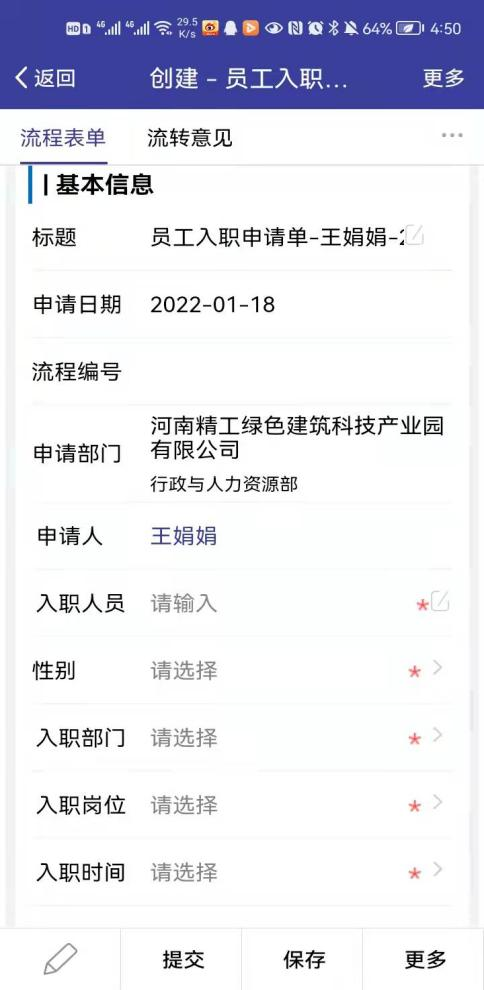 HD 1 4G 4G 29.5 K/s 64% 4:50
返回 创建 - 员工入职... 更多
流程表单 流转意见 ...
| 基本信息
标题 员工入职申请单-王娟娟-2
申请日期 2022-01-18
流程编号
河南精工绿色建筑科技产业园
申请部门 有限公司
行政与人力资源部
申请人 王娟娟
入职人员 请输入 *
性别 请选择 *
入职部门 请选择 *
入职岗位 请选择 *
入职时间 请选择 *
提交 保存 更多